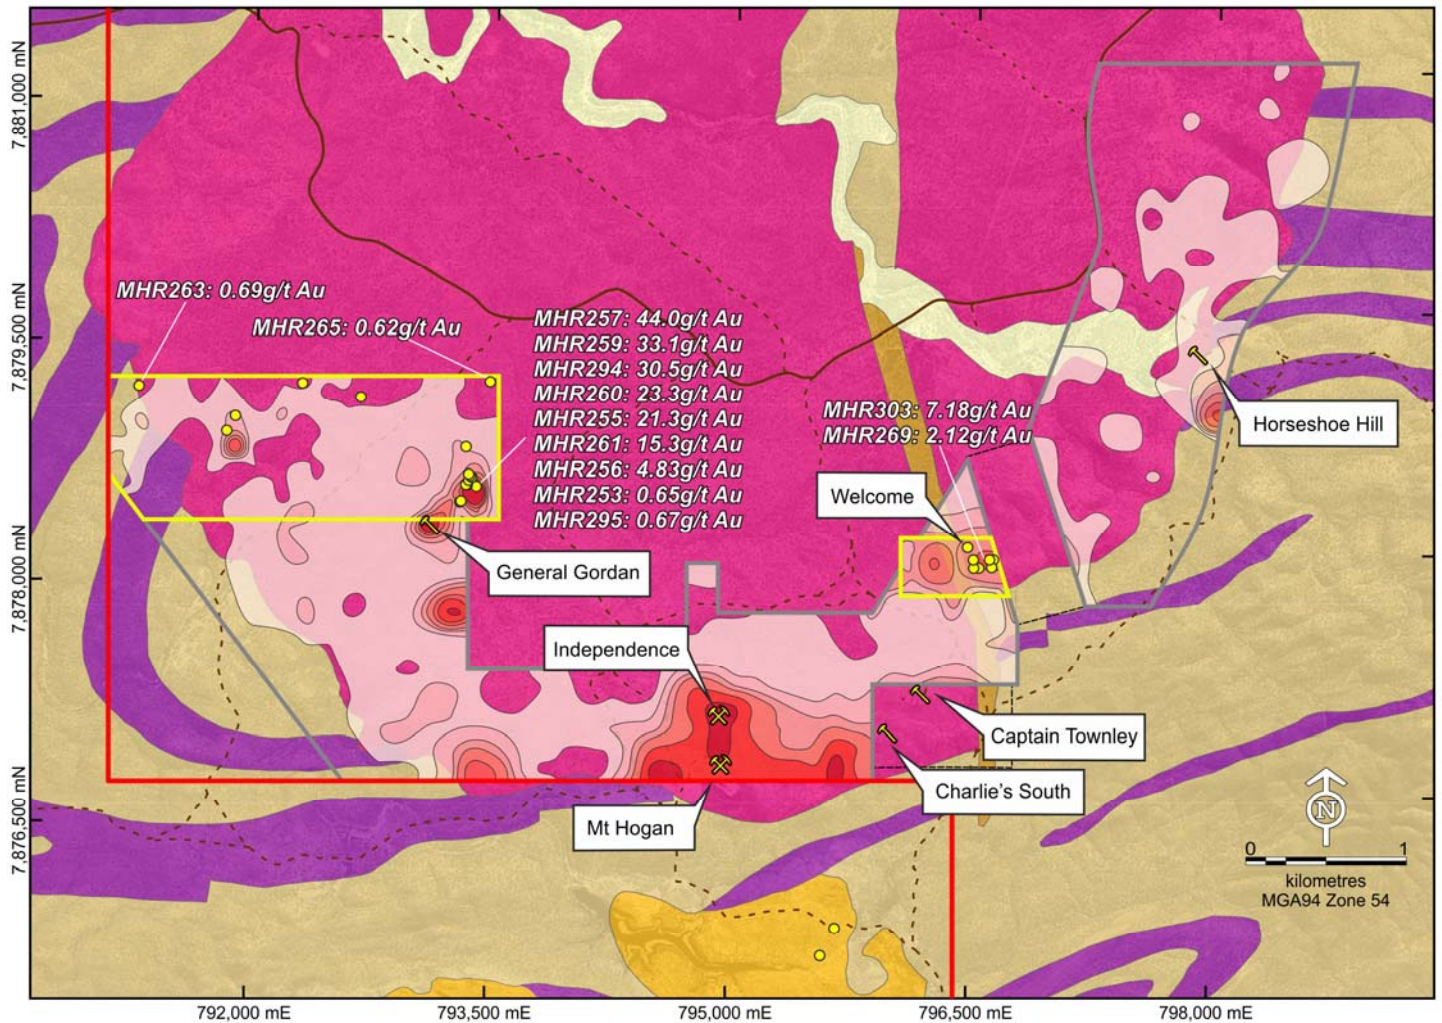 7,881,000 mN
7,879,500 mN
7,878,000 mN
7,876,500 mN
MHR263: 0.69g/t Au
MHR265: 0.62g/t Au
MHR257: 44.0g/t Au
MHR259: 33.1g/t Au
MHR294: 30.5g/t Au
MHR260: 23.3g/t Au
MHR255: 21.3g/t Au
MHR261: 15.3g/t Au
MHR256: 4.83g/t Au
MHR253: 0.65g/t Au
MHR295: 0.67g/t Au
MHR303: 7.18g/t Au
MHR269: 2.12g/t Au
Horseshoe Hill
Welcome
General Gordan
Independence
Captain Townley
Charlie's South
Mt Hogan
N
0 1
kilometres
MGA94 Zone 54
792,000 mE
793,500 mE
795,000 mE
796,500 mE
798,000 mE